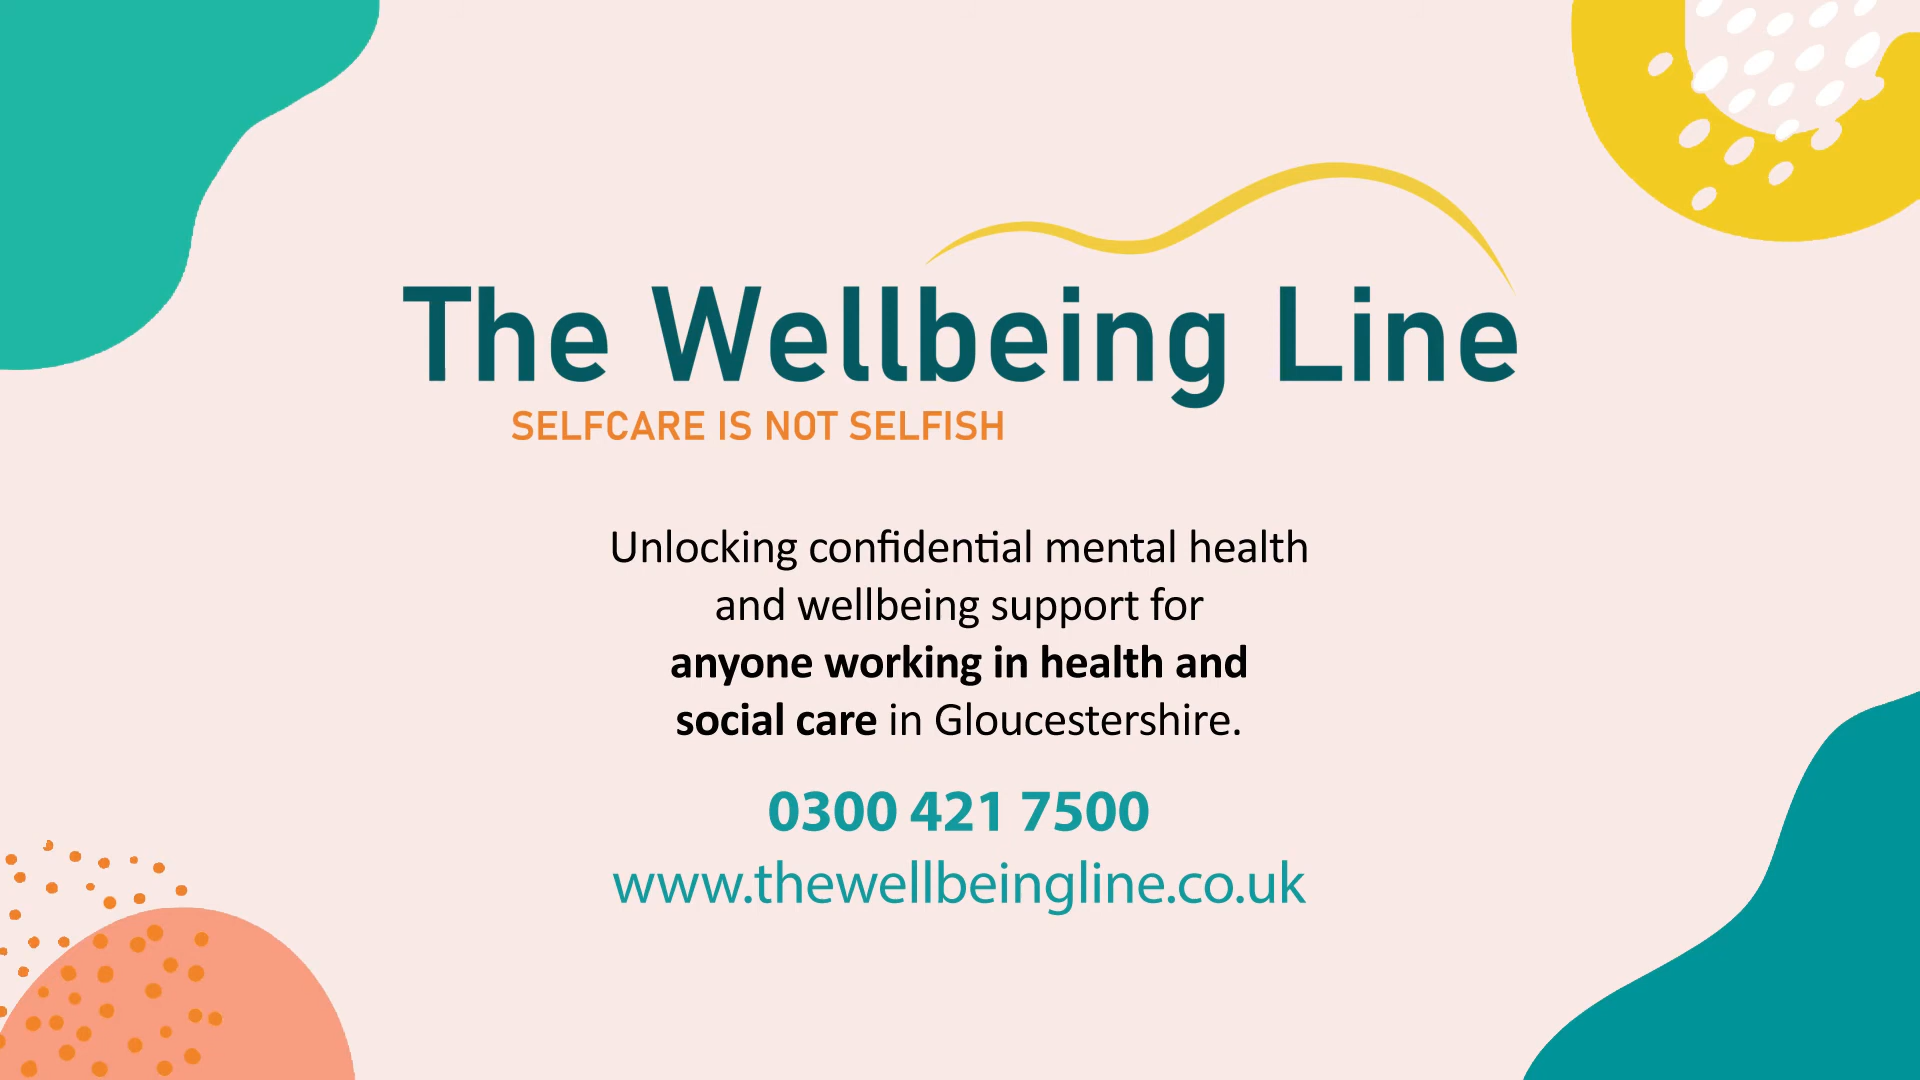 The Wellbeing Line
SELFCARE IS NOT SELFISH
Unlocking confidential mental health
and wellbeing support for
anyone working in health and
social care in Gloucestershire.
0300 421 7500
www.thewellbeingline.co.uk